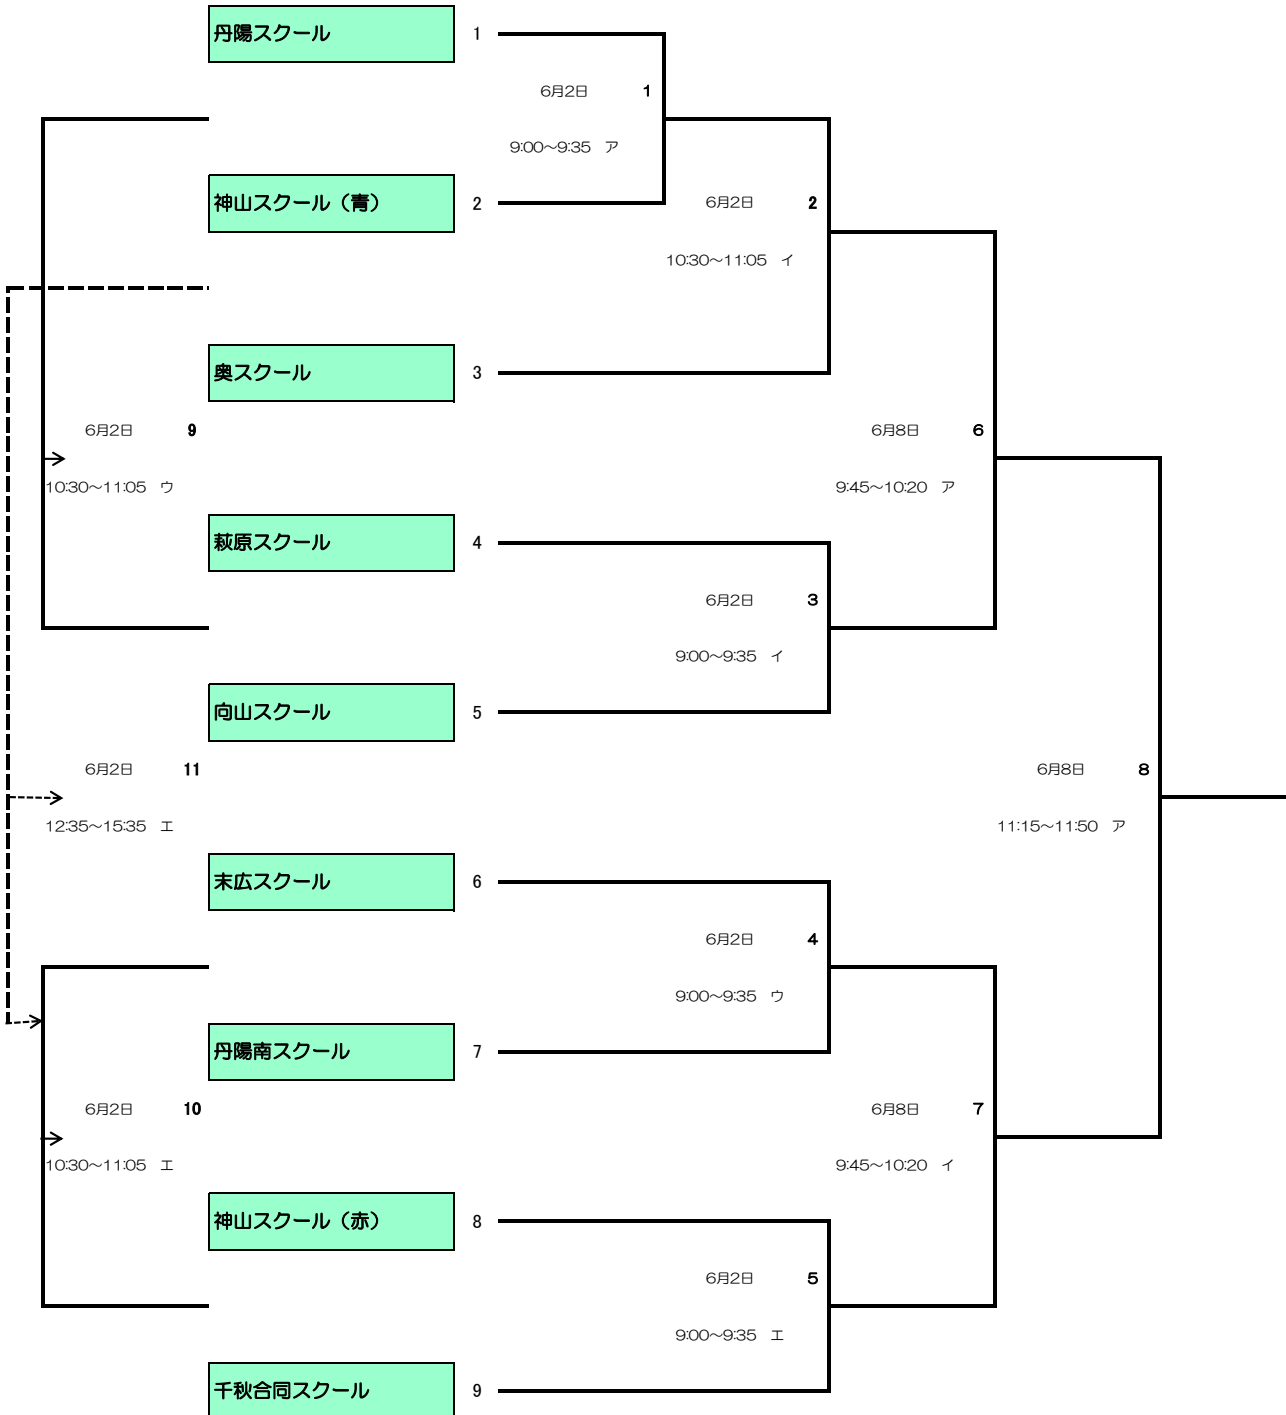 丹陽スクール 1
6月2日 1
9:00～9:35 ア
神山スクール（青） 2
6月2日 2
10:30～11:05 イ
奥スクール 3
6月2日 9
6月8日 6
10:30～11:05 ウ
9:45～10:20 ア
萩原スクール 4
6月2日 3
9:00～9:35 イ
向山スクール 5
6月2日 11
6月8日 8
12:35～15:35 エ
11:15～11:50 ア
末広スクール 6
6月2日 4
9:00～9:35 ウ
丹陽南スクール 7
6月2日 10
6月8日 7
10:30～11:05 エ
9:45～10:20 イ
神山スクール（赤） 8
6月2日 5
9:00～9:35 エ
千秋合同スクール 9